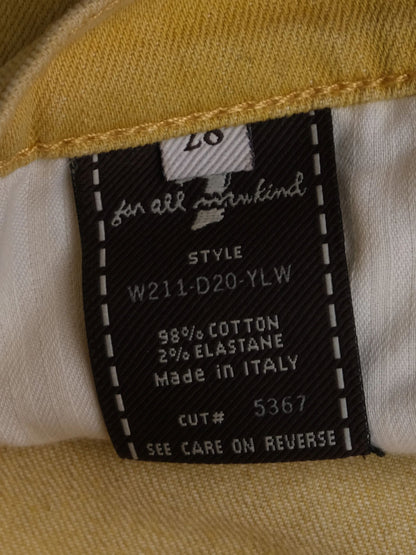 28
for all mankind
STYLE
W211-D20-YLW
98% COTTON
2% ELASTANE
Made in ITALY
CUT# 5367
SEE CARE ON REVERSE